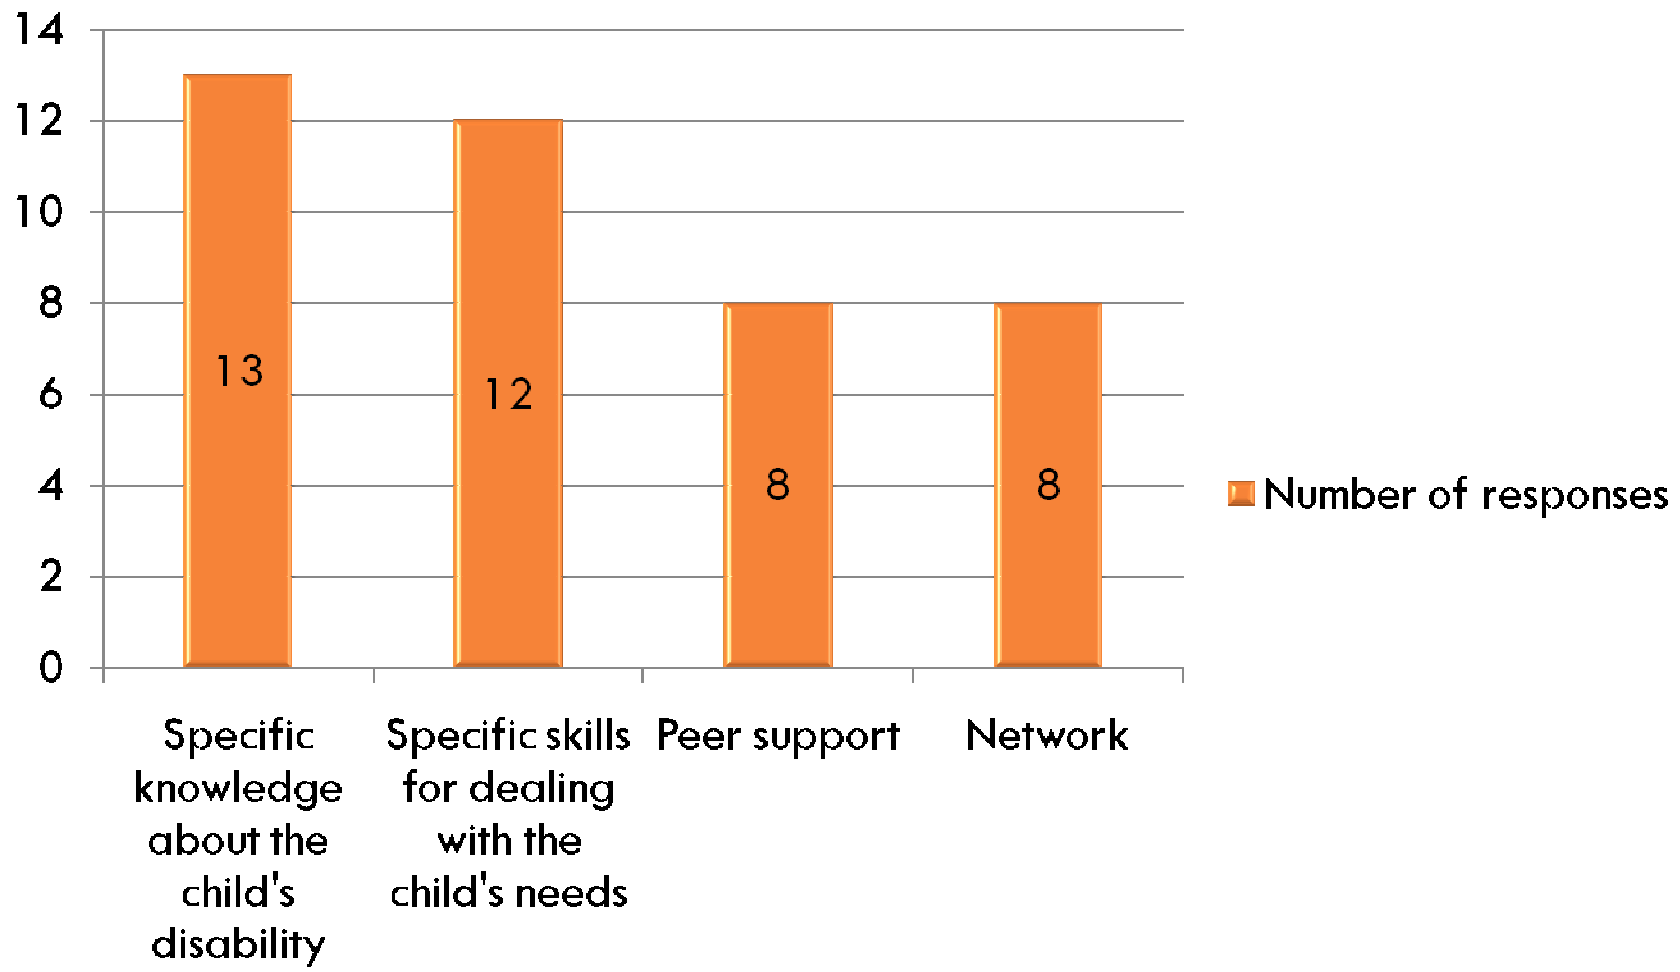 14
12
10
8
6
4
2
0
13
12
8
8
Number of responses
Specific
knowledge
about the
child's
disability
Specific skills
for dealing
with the
child's needs
Peer support
Network